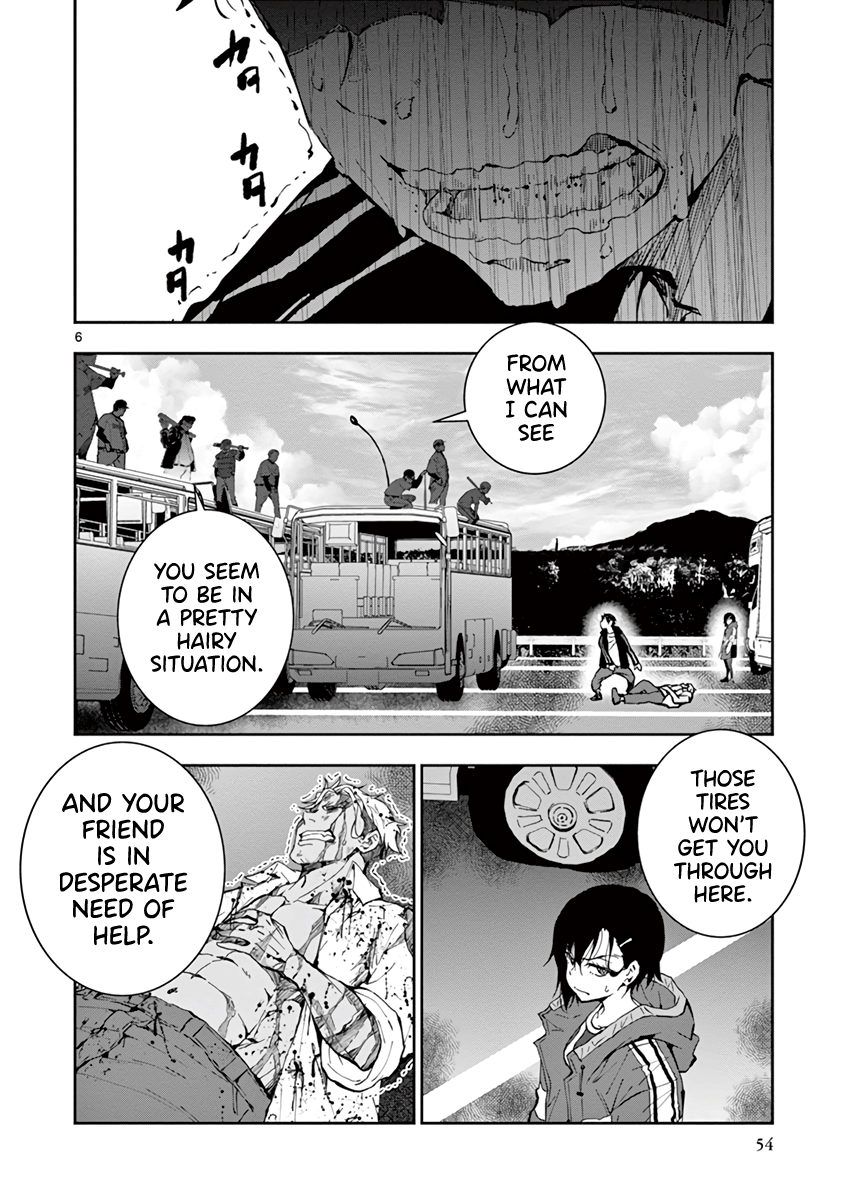 カタ
カタ
カタ
6
FROM
WHAT
I CAN
SEE
YOU SEEM
TO BE IN
A PRETTY
HAIRY
SITUATION.
THOSE
TIRES
WON'T
GET YOU
THROUGH
HERE.
AND YOUR
FRIEND
IS IN
DESPERATE
NEED OF
HELP.
54